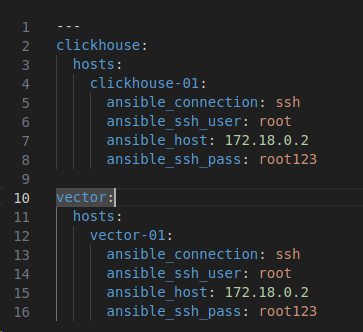 1 ---
2 clickhouse:
3   hosts:
4     clickhouse-01:
5       ansible_connection: ssh
6       ansible_ssh_user: root
7       ansible_host: 172.18.0.2
8       ansible_ssh_pass: root123
9
10 vector:
11   hosts:
12     vector-01:
13       ansible_connection: ssh
14       ansible_ssh_user: root
15       ansible_host: 172.18.0.2
16       ansible_ssh_pass: root123